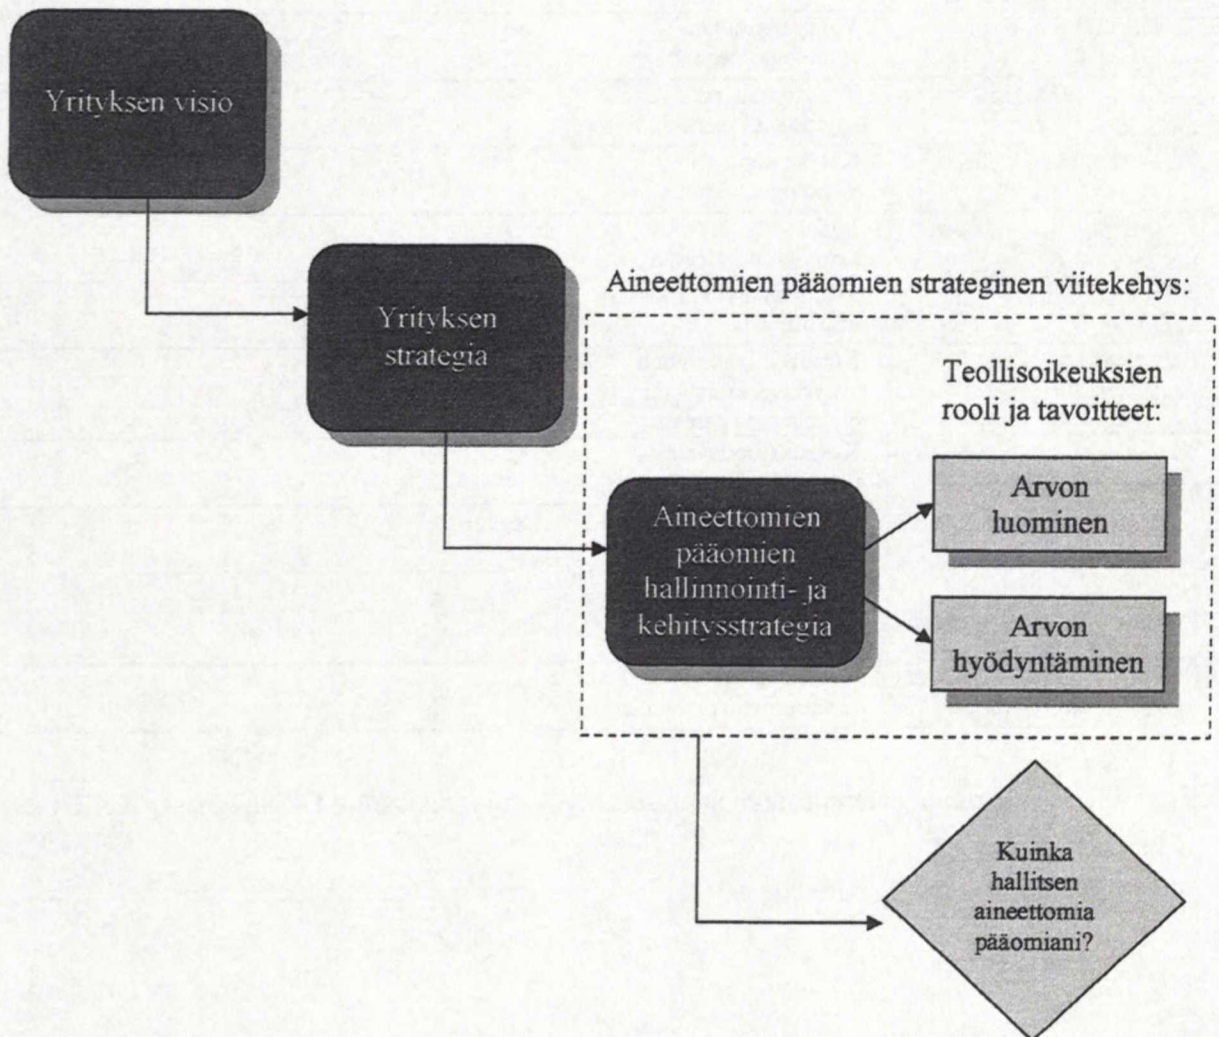 Yrityksen visio
Yrityksen
strategia
Aineettomien pääomien strateginen viitekehys:
Teollisoikeuksien
rooli ja tavoitteet:
Aineettomien
pääomien
hallinnointi- ja
kehitysstrategia
Arvon
luominen
Arvon
hyödyntäminen
Kuinka
hallitsen
aineettomia
pääomiani?